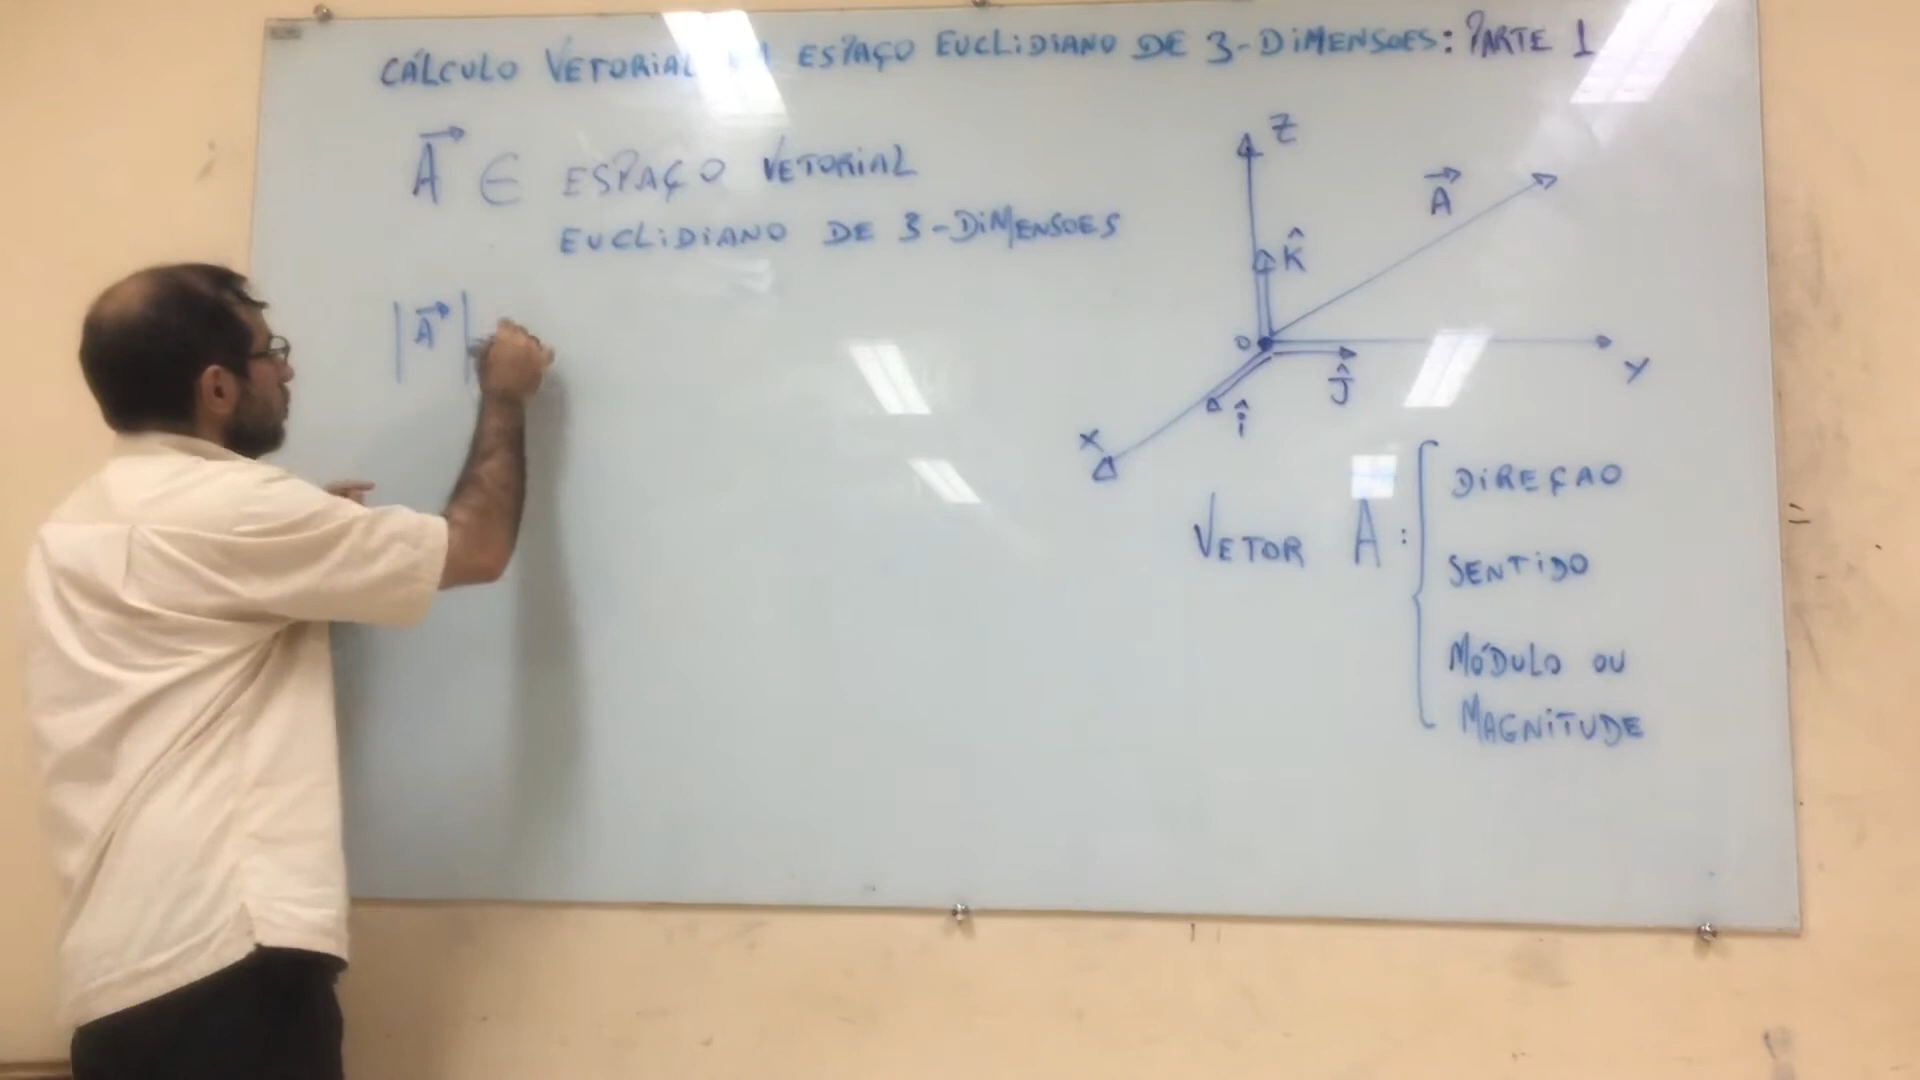 CÁLCULO VETORIAL ESPAÇO EUCLIDIANO DE 3-DIMENSOES: PARTE 1
A ∈ ESPAÇO VETORIAL
EUCLIDIANO DE 3-DIMENSOES
|A|
Z
A
K̂
O
Ĵ
Y
î
X
VETOR A:
DIREÇAO
SENTIDO
MÓDULO OU
MAGNITUDE